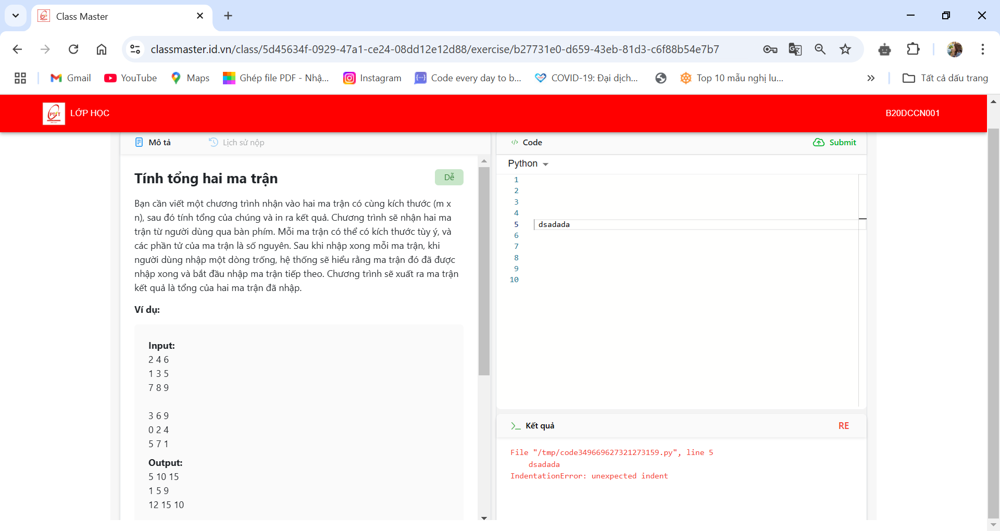 Class Master
classmaster.id.vn/class/5d45634f-0929-47a1-ce24-08dd12e12d88/exercise/b27731e0-d659-43eb-81d3-c6f88b54e7b7
Gmail YouTube Maps Ghép file PDF - Nhậ... Instagram Code every day to b... COVID-19: Đại dịch... Top 10 mẫu nghị lu... Tất cả dấu trang
LỚP HỌC B20DCCN001
Mô tả Lịch sử nộp
Tính tổng hai ma trận Dễ
Bạn cần viết một chương trình nhận vào hai ma trận có cùng kích thước (m x
n), sau đó tính tổng của chúng và in ra kết quả. Chương trình sẽ nhận hai ma
trận từ người dùng qua bàn phím. Mỗi ma trận có thể có kích thước tùy ý, và
các phần tử của ma trận là số nguyên. Sau khi nhập xong mỗi ma trận, khi
người dùng nhập một dòng trống, hệ thống sẽ hiểu rằng ma trận đó đã được
nhập xong và bắt đầu nhập ma trận tiếp theo. Chương trình sẽ xuất ra ma trận
kết quả là tổng của hai ma trận đã nhập.
Ví dụ:
Input:
2 4 6
1 3 5
7 8 9
3 6 9
0 2 4
5 7 1
Output:
5 10 15
1 5 9
12 15 10
Code Submit
Python
1
2
3
4
5 dsadada
6
7
8
9
10
Kết quả RE
File "/tmp/code349669627321273159.py", line 5
dsadada
IndentationError: unexpected indent